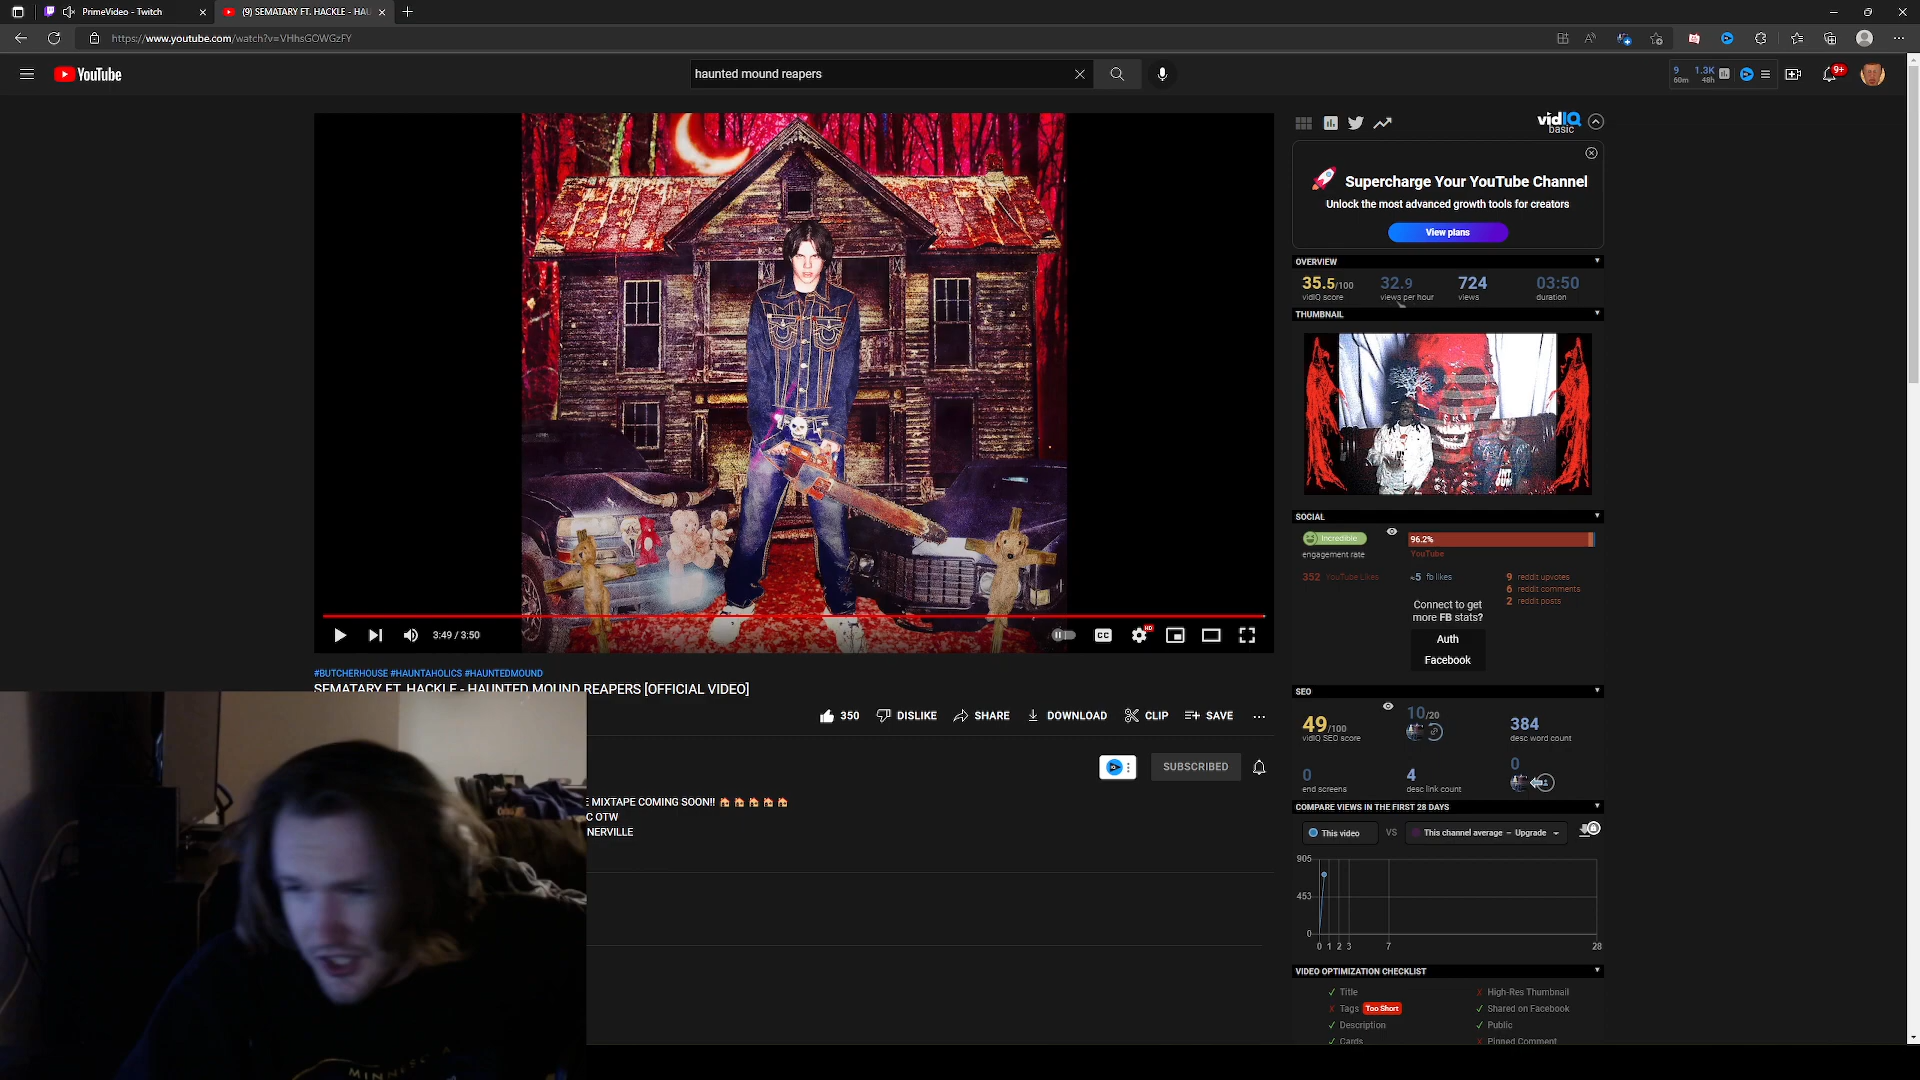 PrimeVideo - Twitch
(9) SEMATARY FT. HACKLE - HAU
https://www.youtube.com/watch?v=VHhsGOWGzFY
YouTube
haunted mound reapers
9
60m
1.3K
48h
9+
vidIQ
basic
Supercharge Your YouTube Channel
Unlock the most advanced growth tools for creators
View plans
OVERVIEW
35.5/100
vidIQ score
32.9
views per hour
724
views
03:50
duration
THUMBNAIL
SOCIAL
Incredible
engagement rate
96.2%
YouTube
352 YouTube Likes
≈5 fb likes
9 reddit upvotes
6 reddit comments
2 reddit posts
Connect to get
more FB stats?
Auth
Facebook
3:49 / 3:50
CC
HD
#BUTCHERHOUSE #HAUNTAHOLICS #HAUNTEDMOUND
SEMATARY FT. HACKLE - HAUNTED MOUND REAPERS [OFFICIAL VIDEO]
350
DISLIKE
SHARE
DOWNLOAD
CLIP
SAVE
SUBSCRIBED
MIXTAPE COMING SOON!!
C OTW
NERVILLE
SEO
49/100
vidIQ SEO score
10/20
384
desc word count
0
end screens
4
desc link count
0
COMPARE VIEWS IN THE FIRST 28 DAYS
This video
VS
This channel average – Upgrade
905
453
0
0 1 2 3 7 28
VIDEO OPTIMIZATION CHECKLIST
✓ Title
X High-Res Thumbnail
X Tags Too Short
✓ Shared on Facebook
✓ Description
✓ Public
✓ Cards
X Pinned Comment